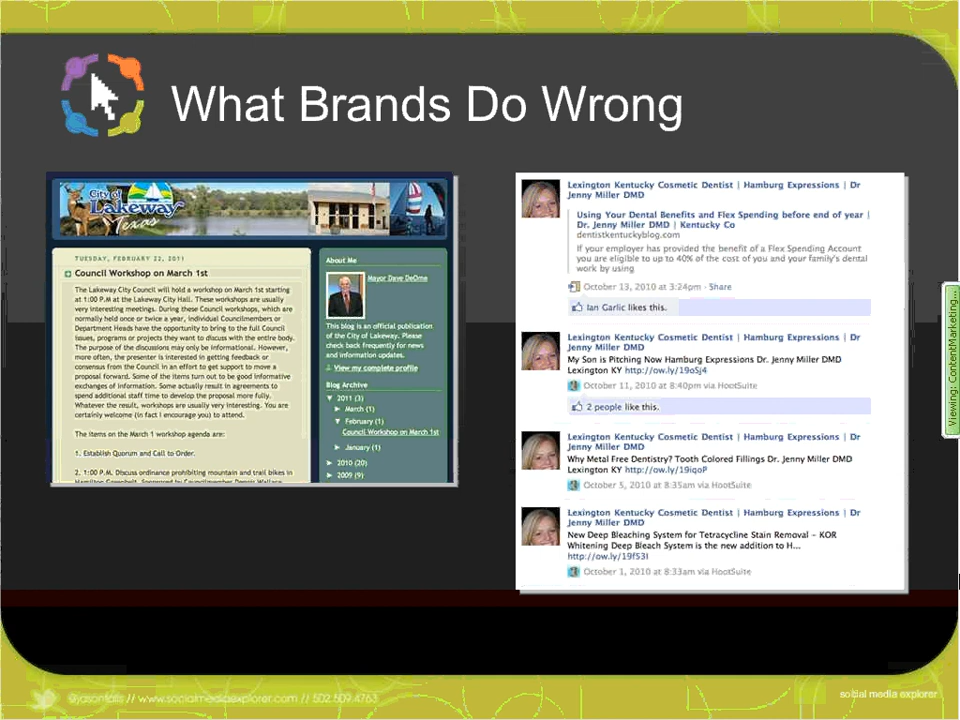 What Brands Do Wrong
City of
Lakeway
Texas
TUESDAY, FEBRUARY 22, 2011
Council Workshop on March 1st
The Lakeway City Council Workshop is on March 1st starting
at 1:00 P.M at the Lakeway City Hall. These workshops are usually
very interesting meetings. During these Council workshops, which are
normally held once or twice a year, individual Councilmembers or
Department Heads have the opportunity to bring to the full Council
issues, programs or projects they want to discuss with the entire body.
The purpose of the discussions may only be informational. However,
more often, the presenter is interested in getting feedback or
consensus from the Council in an effort to get support to move a
proposal forward. Some of the items turn out to be good informative
exchanges of information. Some actually result in agreements to
spend additional staff time to develop the proposal more fully.
Whatever the result, workshops are usually very interesting. You are
certainly welcome (in fact I encourage you) to attend.
The items on the March 1 workshop agenda are:
1. Establish Quorum and Call to Order.
2. 1:00 P.M. Discuss ordinance prohibiting mountain and trail bikes in
Hamilton Greenbelt. Sponsored by Councilmember Dennis Wallace
About Me
Mayor Dave DeOme
This blog is an official publication
of the City of Lakeway. Please
check back frequently for news
and information updates.
View my complete profile
Blog Archive
▼ 2011 (3)
► March (1)
▼ February (1)
Council Workshop on March 1st
► January (1)
► 2010 (20)
► 2009 (9)
Lexington Kentucky Cosmetic Dentist | Hamburg Expressions | Dr
Jenny Miller DMD
Using Your Dental Benefits and Flex Spending before end of year |
Dr. Jenny Miller DMD | Kentucky Co
dentistkentuckyblog.com
If your employer has provided the benefit of a Flex Spending Account
you are eligible to up to 40% of the cost of you and your family's dental
work by using
October 13, 2010 at 3:24pm · Share
Ian Garlic likes this.
Lexington Kentucky Cosmetic Dentist | Hamburg Expressions | Dr
Jenny Miller DMD
My Son is Pitching Now Hamburg Expressions Dr. Jenny Miller DMD
Lexington KY http://ow.ly/19oSj4
October 11, 2010 at 8:40pm via HootSuite
2 people like this.
Lexington Kentucky Cosmetic Dentist | Hamburg Expressions | Dr
Jenny Miller DMD
Why Metal Free Dentistry? Tooth Colored Fillings Dr. Jenny Miller DMD
Lexington KY http://ow.ly/19iqoP
October 5, 2010 at 8:35am via HootSuite
Lexington Kentucky Cosmetic Dentist | Hamburg Expressions | Dr
Jenny Miller DMD
New Deep Bleaching System for Tetracycline Stain Removal - KOR
Whitening Deep Bleach System is the new addition to H...
http://ow.ly/19f53I
October 1, 2010 at 8:33am via HootSuite
Viewing: ContentMarketing...
@jasonfalls // www.socialmediaexplorer.com // 502.509.4763
social media explorer